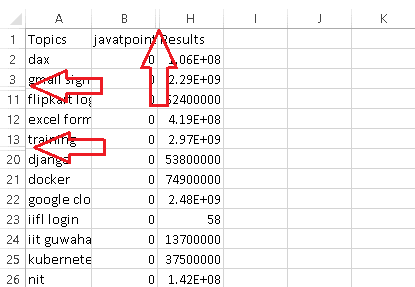 A B H I J K
1 Topics javatpoint Results
2 dax 0 1.06E+08
3 gmail sign 0 2.29E+09
11 flipkart log 0 52400000
12 excel form 0 4.19E+08
13 training 0 2.97E+09
20 django 0 53800000
21 docker 0 74900000
22 google clo 0 2.48E+09
23 iifl login 0 58
24 iit guwaha 0 13700000
25 kubernete 0 37500000
26 nit 0 1.42E+08